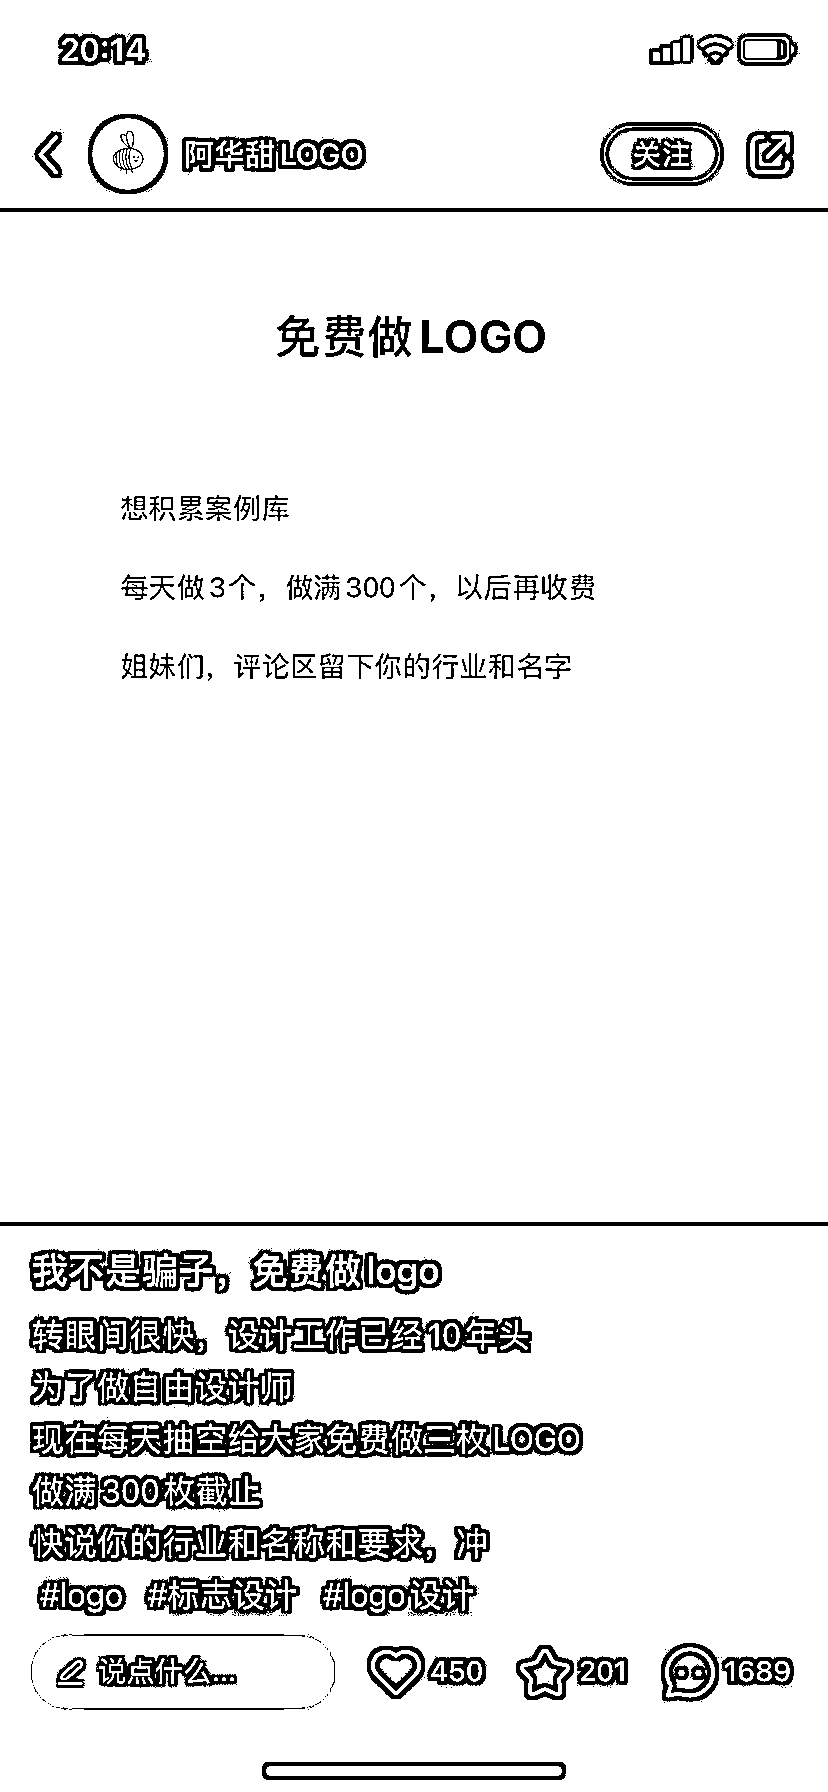 20:14
阿华甜LOGO
关注
免费做LOGO
想积累案例库
每天做3个，做满300个，以后再收费
姐妹们，评论区留下你的行业和名字
我不是骗子，免费做logo
转眼间很快，设计工作已经10年头
为了做自由设计师
现在每天抽空给大家免费做三枚LOGO
做满300枚截止
快说你的行业和名称和要求，冲
#logo #标志设计 #logo设计
说点什么...
450
201
1689